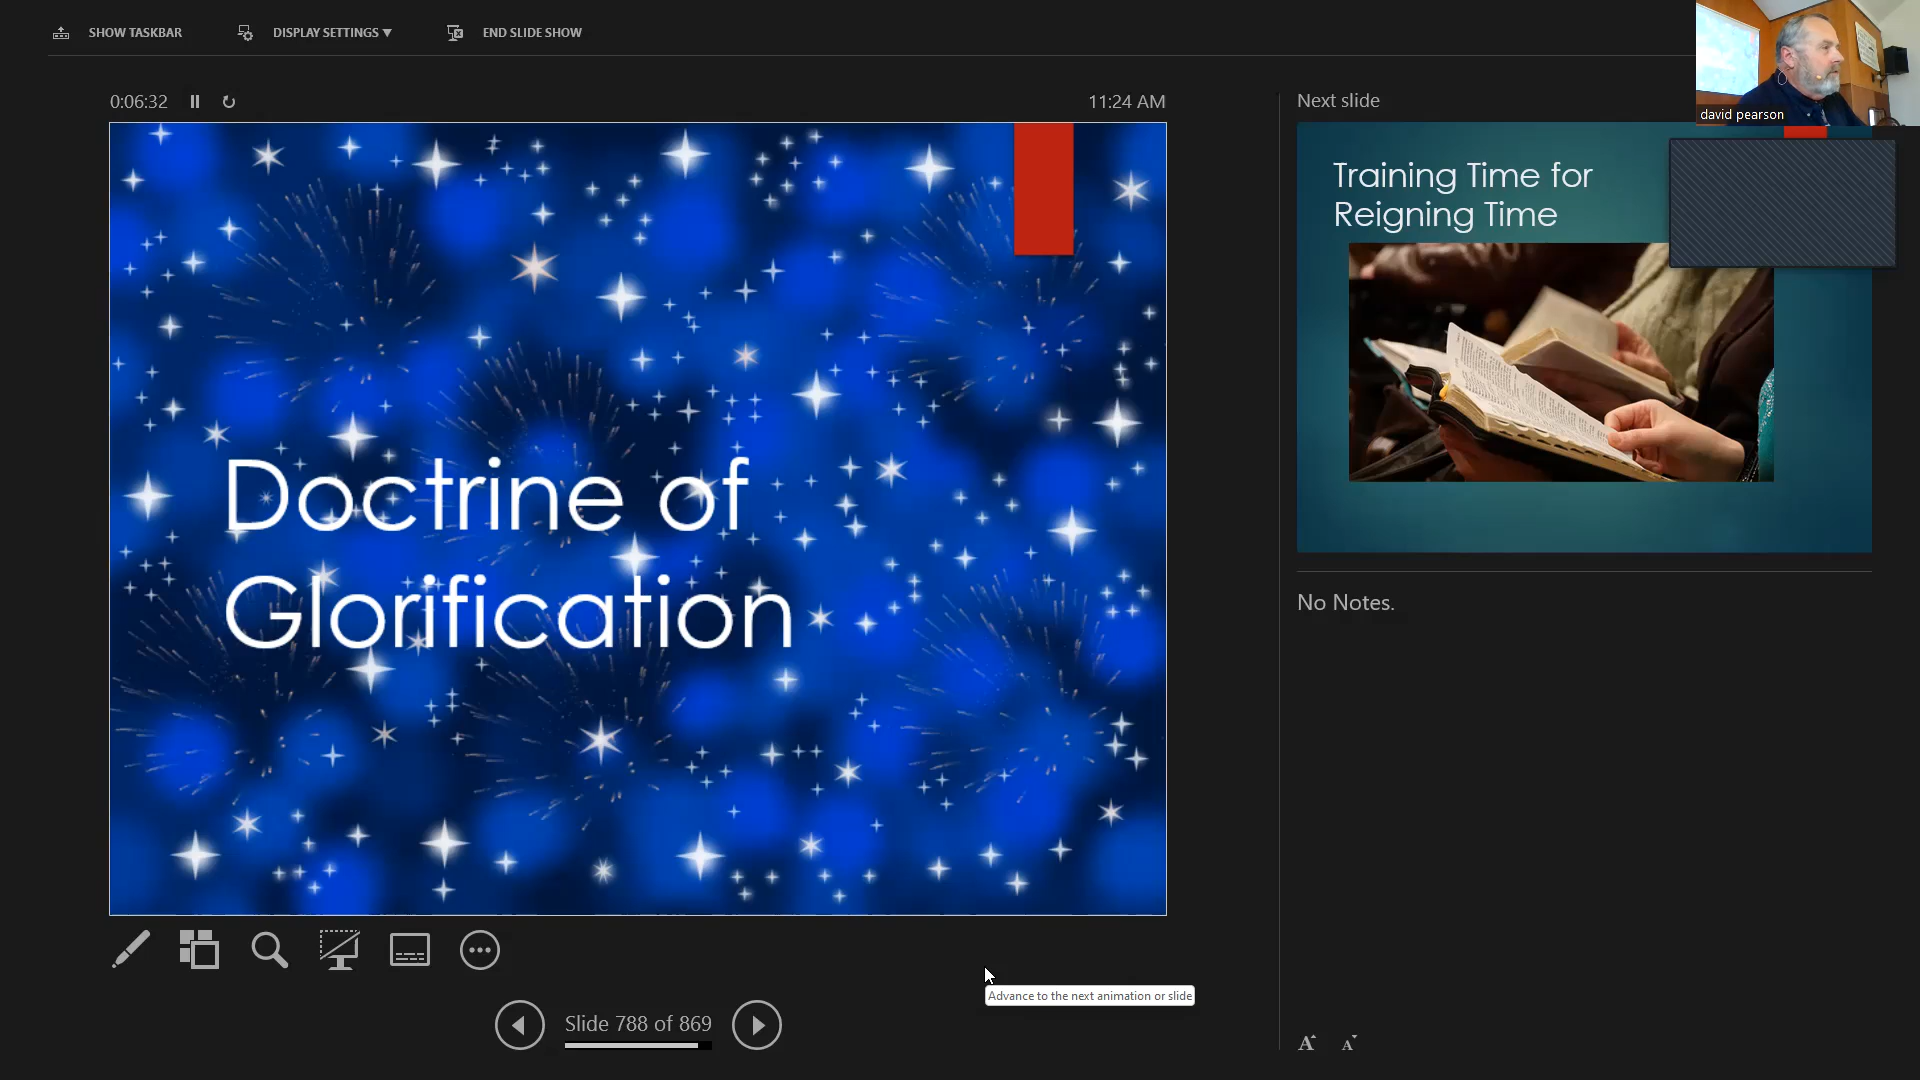 SHOW TASKBAR
DISPLAY SETTINGS ▼
END SLIDE SHOW
0:06:32
11:24 AM
Doctrine of
Glorification
Next slide
david pearson
Training Time for
Reigning Time
No Notes.
Advance to the next animation or slide
Slide 788 of 869
A
A